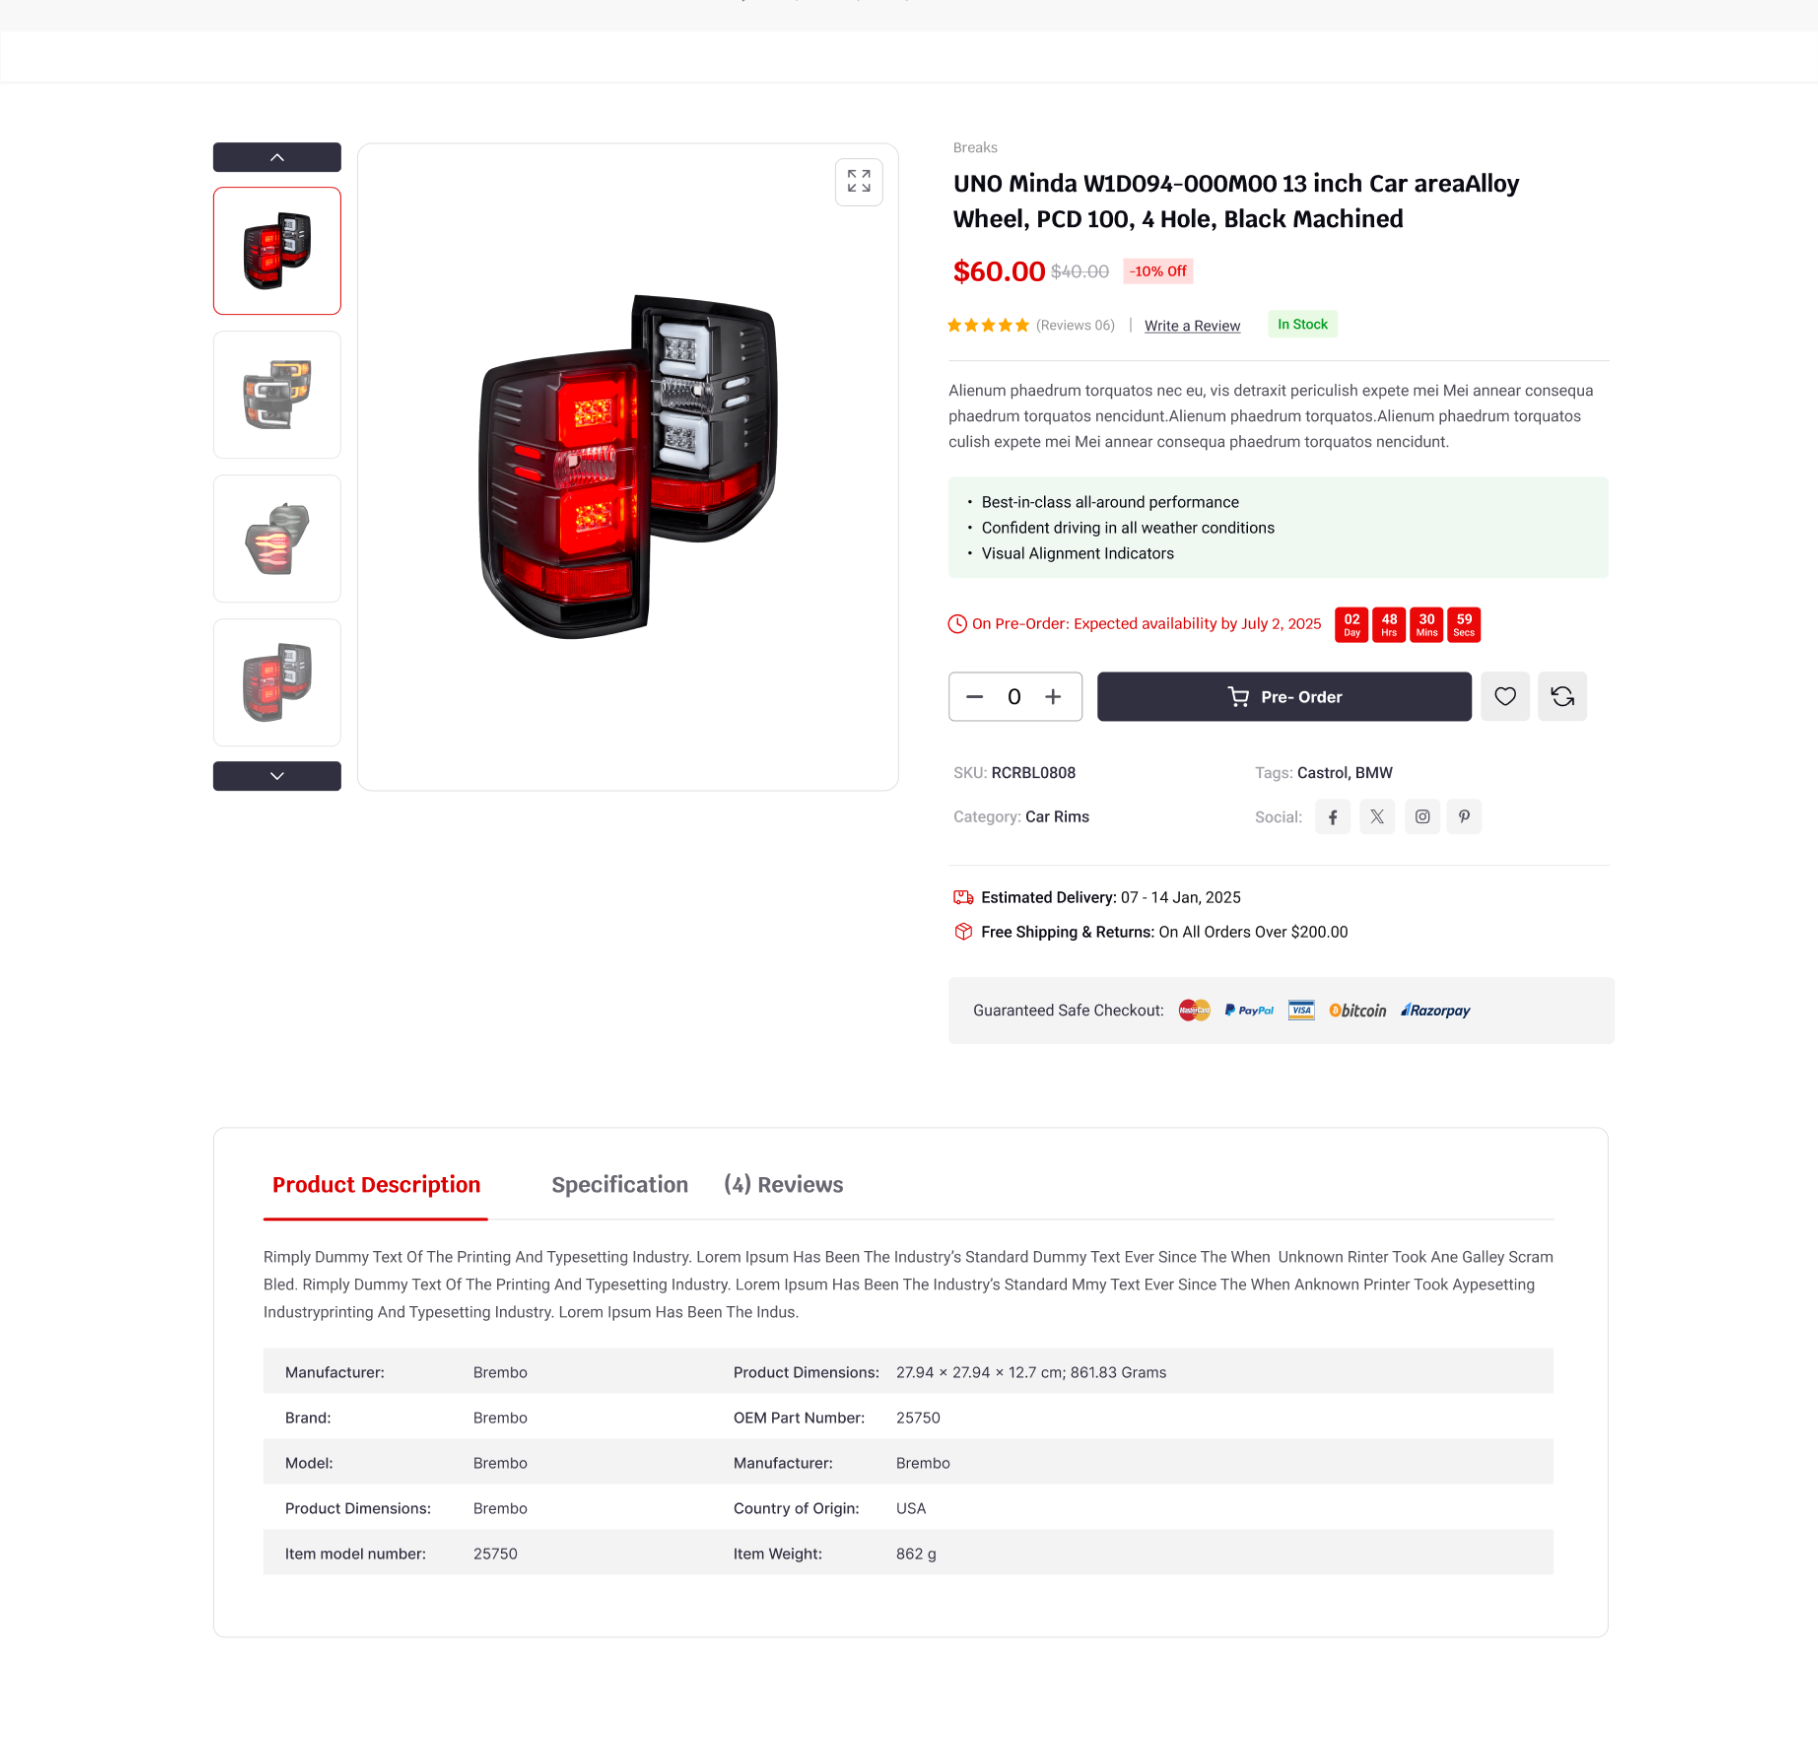 Breaks
UNO Minda W1D094-000M00 13 inch Car areaAlloy
Wheel, PCD 100, 4 Hole, Black Machined
$60.00 $40.00 -10% Off
(Reviews 06) | Write a Review In Stock
Alienum phaedrum torquatos nec eu, vis detraxit periculish expete mei Mei annear consequa
phaedrum torquatos nencidunt.Alienum phaedrum torquatos.Alienum phaedrum torquatos
culish expete mei Mei annear consequa phaedrum torquatos nencidunt.
• Best-in-class all-around performance
• Confident driving in all weather conditions
• Visual Alignment Indicators
On Pre-Order: Expected availability by July 2, 2025 02 48 30 59
Day Hrs Mins Secs
0 Pre- Order
SKU: RCRBL0808 Tags: Castrol, BMW
Category: Car Rims Social:
Estimated Delivery: 07 - 14 Jan, 2025
Free Shipping & Returns: On All Orders Over $200.00
Guaranteed Safe Checkout: MasterCard PayPal VISA bitcoin Razorpay
Product Description Specification (4) Reviews
Rimply Dummy Text Of The Printing And Typesetting Industry. Lorem Ipsum Has Been The Industry's Standard Dummy Text Ever Since The When Unknown Rinter Took Ane Galley Scram
Bled. Rimply Dummy Text Of The Printing And Typesetting Industry. Lorem Ipsum Has Been The Industry's Standard Mmy Text Ever Since The When Anknown Printer Took Aypesetting
Industryprinting And Typesetting Industry. Lorem Ipsum Has Been The Indus.
Manufacturer: Brembo Product Dimensions: 27.94 × 27.94 × 12.7 cm; 861.83 Grams
Brand: Brembo OEM Part Number: 25750
Model: Brembo Manufacturer: Brembo
Product Dimensions: Brembo Country of Origin: USA
Item model number: 25750 Item Weight: 862 g